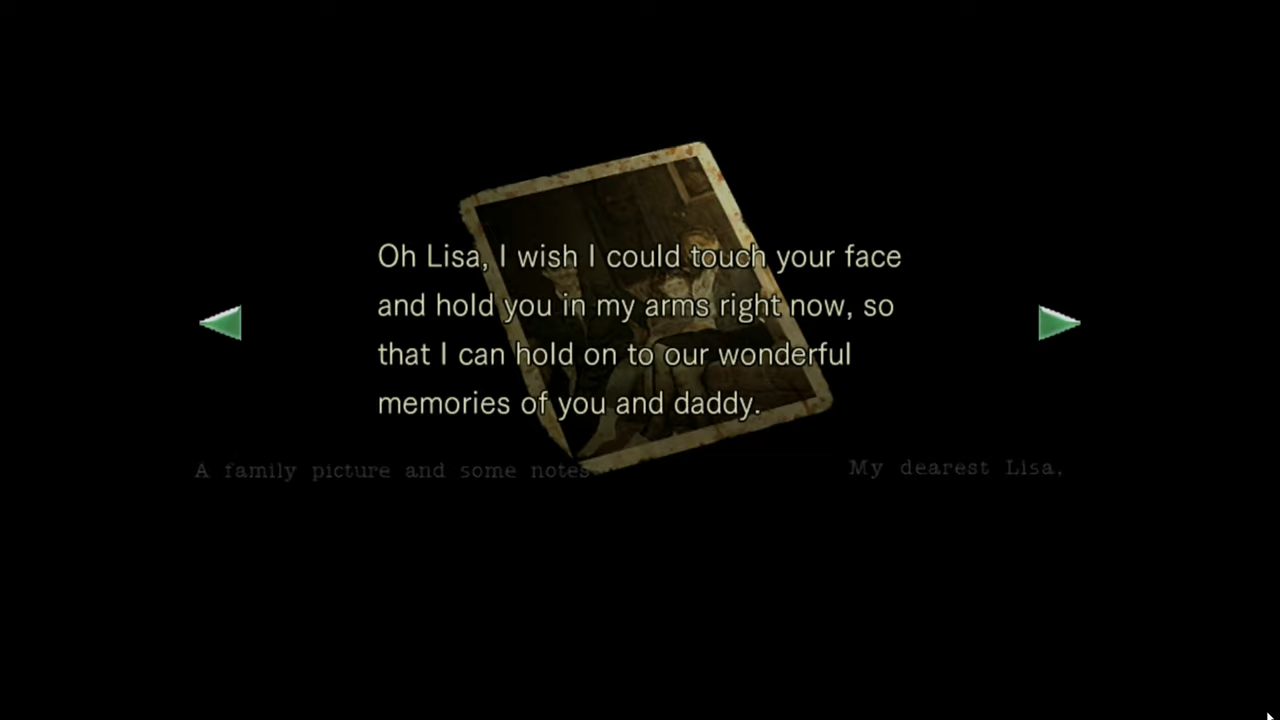 Oh Lisa, I wish I could touch your face
and hold you in my arms right now, so
that I can hold on to our wonderful
memories of you and daddy.
A family picture and some notes
My dearest Lisa,